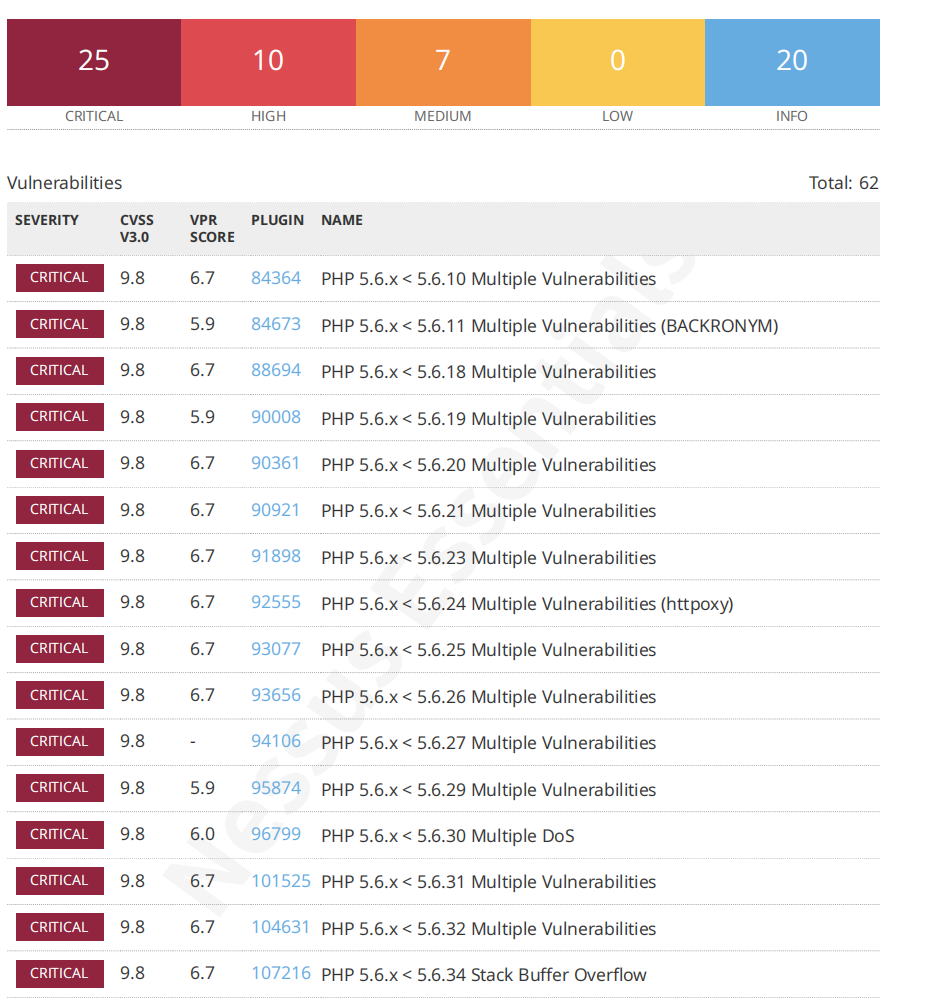 25 10 7 0 20
CRITICAL HIGH MEDIUM LOW INFO
Vulnerabilities Total: 62
SEVERITY CVSS V3.0 VPR SCORE PLUGIN NAME
CRITICAL 9.8 6.7 84364 PHP 5.6.x < 5.6.10 Multiple Vulnerabilities
CRITICAL 9.8 5.9 84673 PHP 5.6.x < 5.6.11 Multiple Vulnerabilities (BACKRONYM)
CRITICAL 9.8 6.7 88694 PHP 5.6.x < 5.6.18 Multiple Vulnerabilities
CRITICAL 9.8 5.9 90008 PHP 5.6.x < 5.6.19 Multiple Vulnerabilities
CRITICAL 9.8 6.7 90361 PHP 5.6.x < 5.6.20 Multiple Vulnerabilities
CRITICAL 9.8 6.7 90921 PHP 5.6.x < 5.6.21 Multiple Vulnerabilities
CRITICAL 9.8 6.7 91898 PHP 5.6.x < 5.6.23 Multiple Vulnerabilities
CRITICAL 9.8 6.7 92555 PHP 5.6.x < 5.6.24 Multiple Vulnerabilities (httpoxy)
CRITICAL 9.8 6.7 93077 PHP 5.6.x < 5.6.25 Multiple Vulnerabilities
CRITICAL 9.8 6.7 93656 PHP 5.6.x < 5.6.26 Multiple Vulnerabilities
CRITICAL 9.8 - 94106 PHP 5.6.x < 5.6.27 Multiple Vulnerabilities
CRITICAL 9.8 5.9 95874 PHP 5.6.x < 5.6.29 Multiple Vulnerabilities
CRITICAL 9.8 6.0 96799 PHP 5.6.x < 5.6.30 Multiple DoS
CRITICAL 9.8 6.7 101525 PHP 5.6.x < 5.6.31 Multiple Vulnerabilities
CRITICAL 9.8 6.7 104631 PHP 5.6.x < 5.6.32 Multiple Vulnerabilities
CRITICAL 9.8 6.7 107216 PHP 5.6.x < 5.6.34 Stack Buffer Overflow
Nessus Essentials